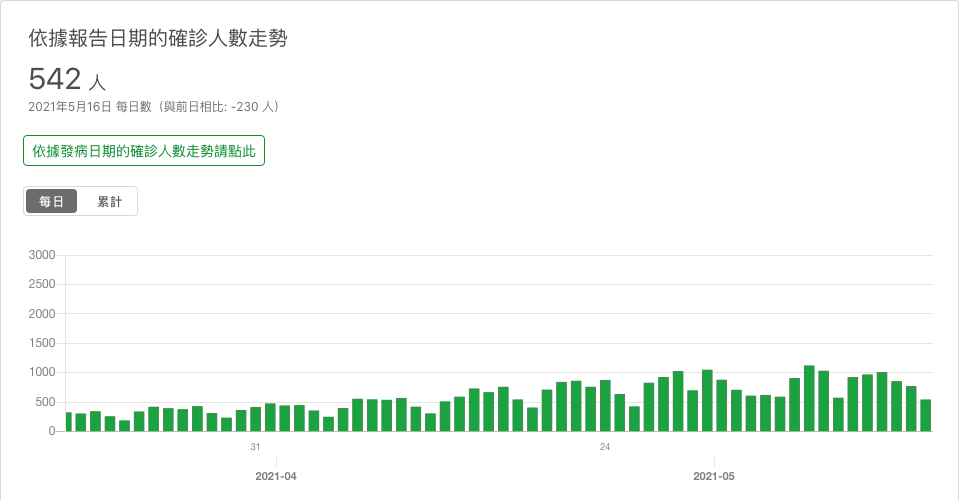 依據報告日期的確診人數走勢
542 人
2021年5月16日 每日數（與前日相比: -230 人）
依據發病日期的確診人數走勢請點此
每日 累計
3000
2500
2000
1500
1000
500
0
31 24
2021-04 2021-05